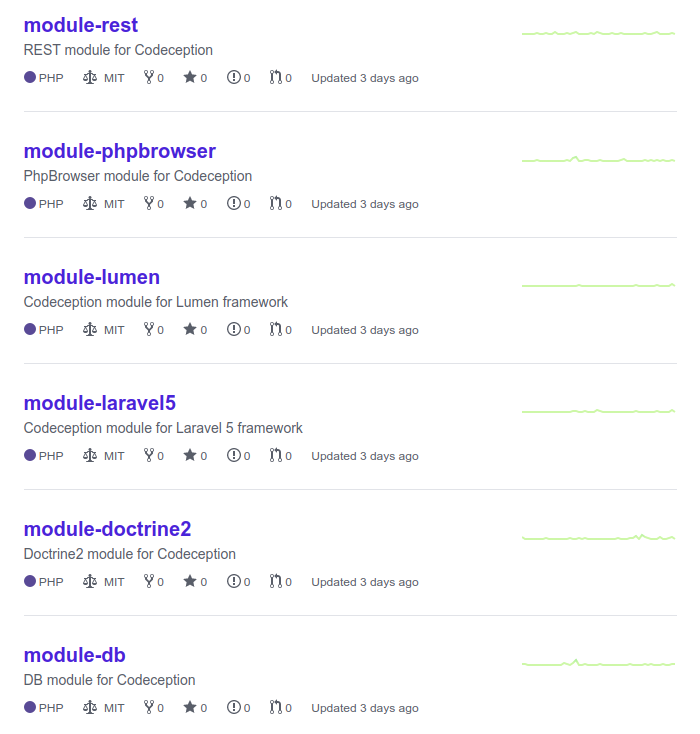 module-rest
REST module for Codeception
PHP MIT 0 0 0 0 Updated 3 days ago
module-phpbrowser
PhpBrowser module for Codeception
PHP MIT 0 0 0 0 Updated 3 days ago
module-lumen
Codeception module for Lumen framework
PHP MIT 0 0 0 0 Updated 3 days ago
module-laravel5
Codeception module for Laravel 5 framework
PHP MIT 0 0 0 0 Updated 3 days ago
module-doctrine2
Doctrine2 module for Codeception
PHP MIT 0 0 0 0 Updated 3 days ago
module-db
DB module for Codeception
PHP MIT 0 0 0 0 Updated 3 days ago